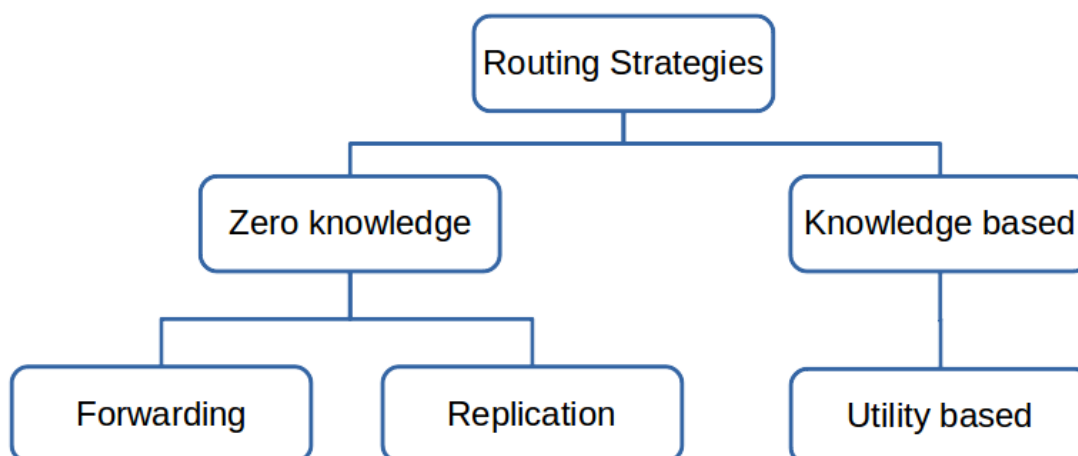 Routing Strategies
Zero knowledge
Knowledge based
Forwarding
Replication
Utility based